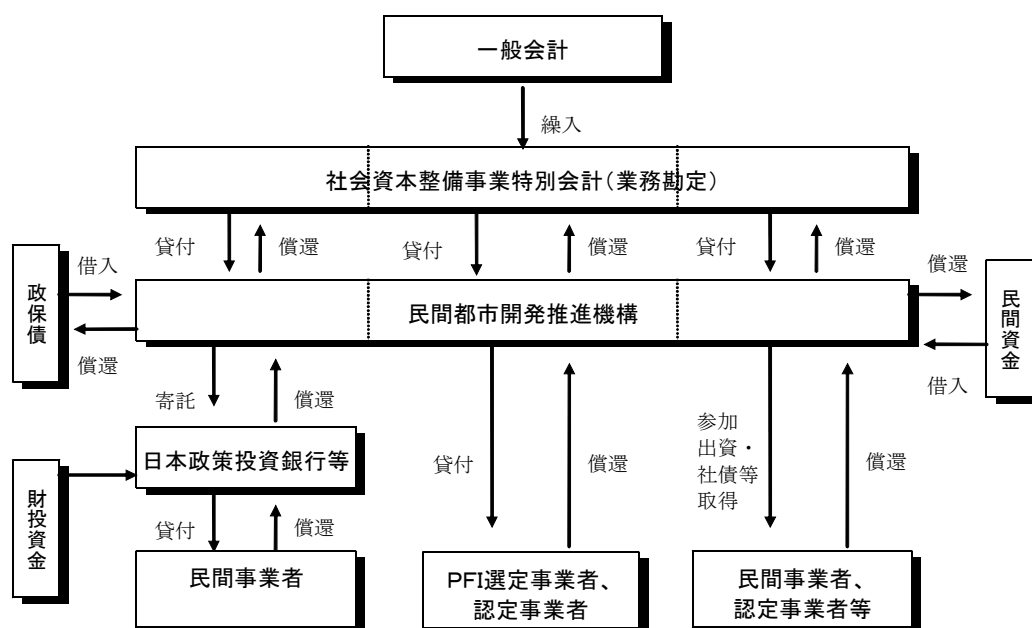 一般会計
繰入
社会資本整備事業特別会計(業務勘定)
貸付
償還
貸付
償還
貸付
償還
政保債
借入
償還
民間都市開発推進機構
償還
借入
民間資金
寄託
償還
日本政策投資銀行等
財投資金
貸付
償還
民間事業者
貸付
償還
PFI選定事業者、
認定事業者
参加
出資・
社債等
取得
償還
民間事業者、
認定事業者等